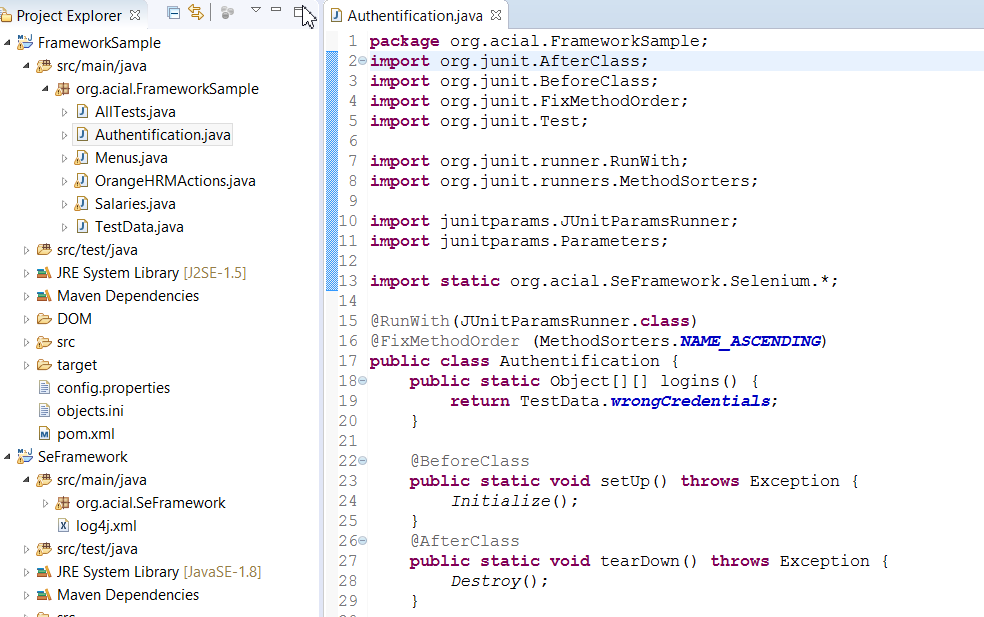 Project Explorer
FrameworkSample
src/main/java
org.acial.FrameworkSample
AllTests.java
Authentification.java
Menus.java
OrangeHRMActions.java
Salaries.java
TestData.java
src/test/java
JRE System Library [J2SE-1.5]
Maven Dependencies
DOM
src
target
config.properties
objects.ini
pom.xml
SeFramework
src/main/java
org.acial.SeFramework
log4j.xml
src/test/java
JRE System Library [JavaSE-1.8]
Maven Dependencies
src
Authentification.java
1 package org.acial.FrameworkSample;
2 import org.junit.AfterClass;
3 import org.junit.BeforeClass;
4 import org.junit.FixMethodOrder;
5 import org.junit.Test;
6
7 import org.junit.runner.RunWith;
8 import org.junit.runners.MethodSorters;
9
10 import junitparams.JUnitParamsRunner;
11 import junitparams.Parameters;
12
13 import static org.acial.SeFramework.Selenium.*;
14
15 @RunWith(JUnitParamsRunner.class)
16 @FixMethodOrder (MethodSorters.NAME_ASCENDING)
17 public class Authentification {
18 public static Object[][] logins() {
19 return TestData.wrongCredentials;
20 }
21
22 @BeforeClass
23 public static void setUp() throws Exception {
24 Initialize();
25 }
26 @AfterClass
27 public static void tearDown() throws Exception {
28 Destroy();
29 }